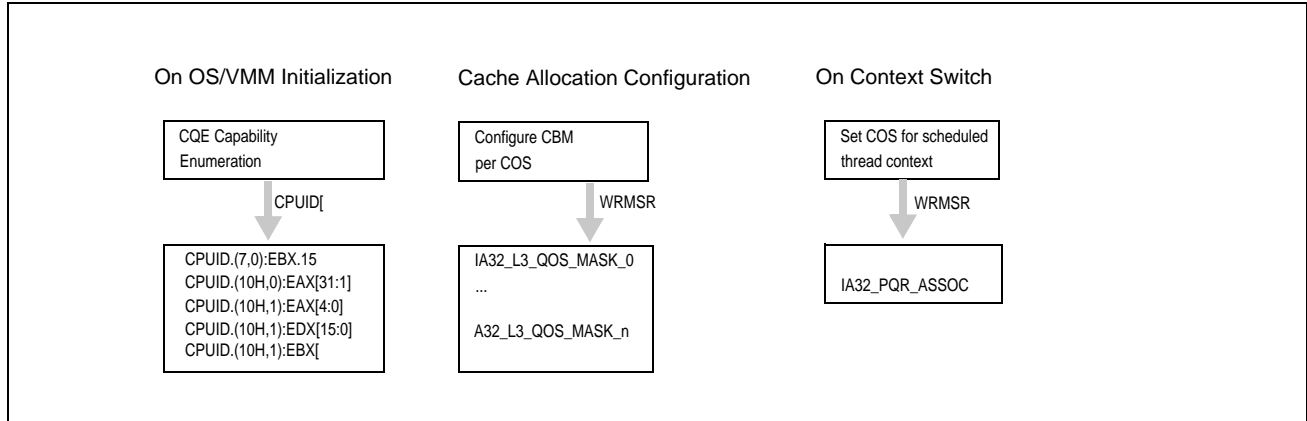 On OS/VMM Initialization
CQE Capability
Enumeration
CPUID[
CPUID.(7,0):EBX.15
CPUID.(10H,0):EAX[31:1]
CPUID.(10H,1):EAX[4:0]
CPUID.(10H,1):EDX[15:0]
CPUID.(10H,1):EBX[
Cache Allocation Configuration
Configure CBM
per COS
WRMSR
IA32_L3_QOS_MASK_0
...
A32_L3_QOS_MASK_n
On Context Switch
Set COS for scheduled
thread context
WRMSR
IA32_PQR_ASSOC